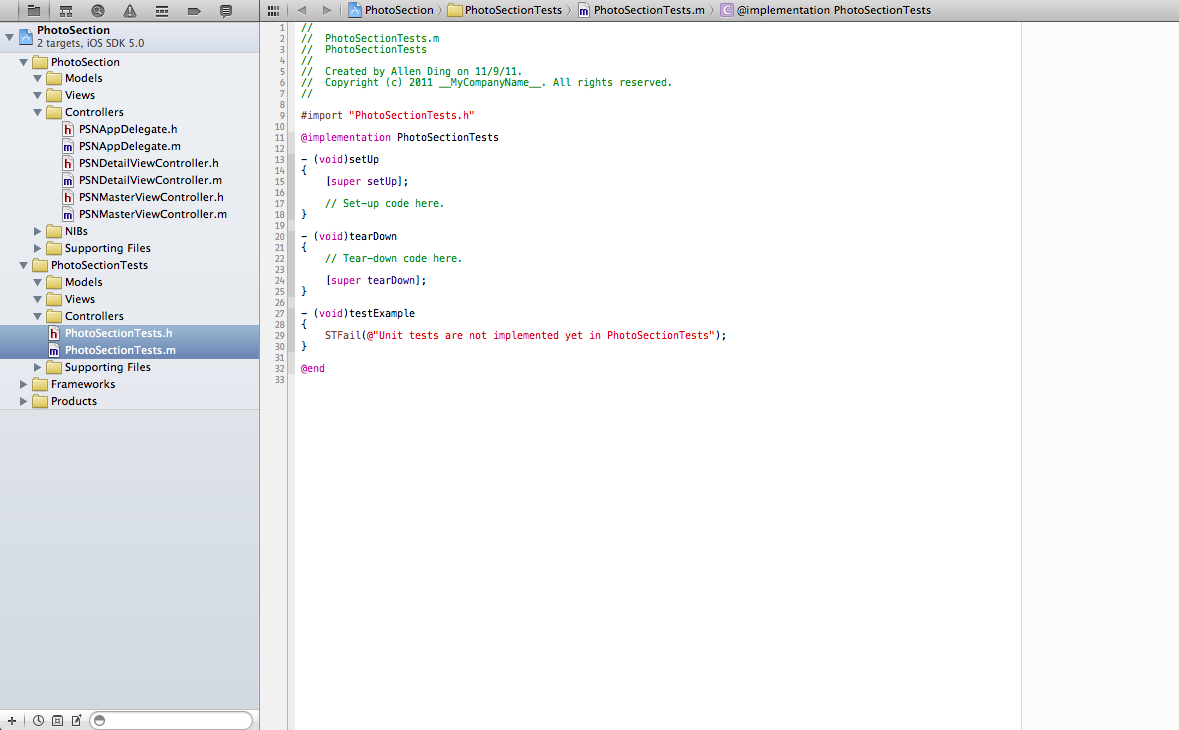 PhotoSection
2 targets, iOS SDK 5.0
PhotoSection
Models
Views
Controllers
PSNAppDelegate.h
PSNAppDelegate.m
PSNDetailViewController.h
PSNDetailViewController.m
PSNMasterViewController.h
PSNMasterViewController.m
NIBs
Supporting Files
PhotoSectionTests
Models
Views
Controllers
PhotoSectionTests.h
PhotoSectionTests.m
Supporting Files
Frameworks
Products
PhotoSection PhotoSectionTests PhotoSectionTests.m @implementation PhotoSectionTests
1 //
2 //  PhotoSectionTests.m
3 //  PhotoSectionTests
4 //
5 //  Created by Allen Ding on 11/9/11.
6 //  Copyright (c) 2011 __MyCompanyName__. All rights reserved.
7 //
8
9 #import "PhotoSectionTests.h"
10
11 @implementation PhotoSectionTests
12
13 - (void)setUp
14 {
15     [super setUp];
16
17     // Set-up code here.
18 }
19
20 - (void)tearDown
21 {
22     // Tear-down code here.
23
24     [super tearDown];
25 }
26
27 - (void)testExample
28 {
29     STFail(@"Unit tests are not implemented yet in PhotoSectionTests");
30 }
31
32 @end
33